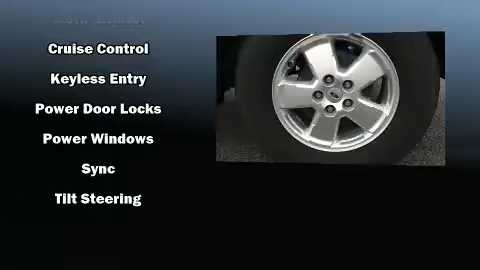 Cruise Control
Keyless Entry
Power Door Locks
Power Windows
Sync
Tilt Steering